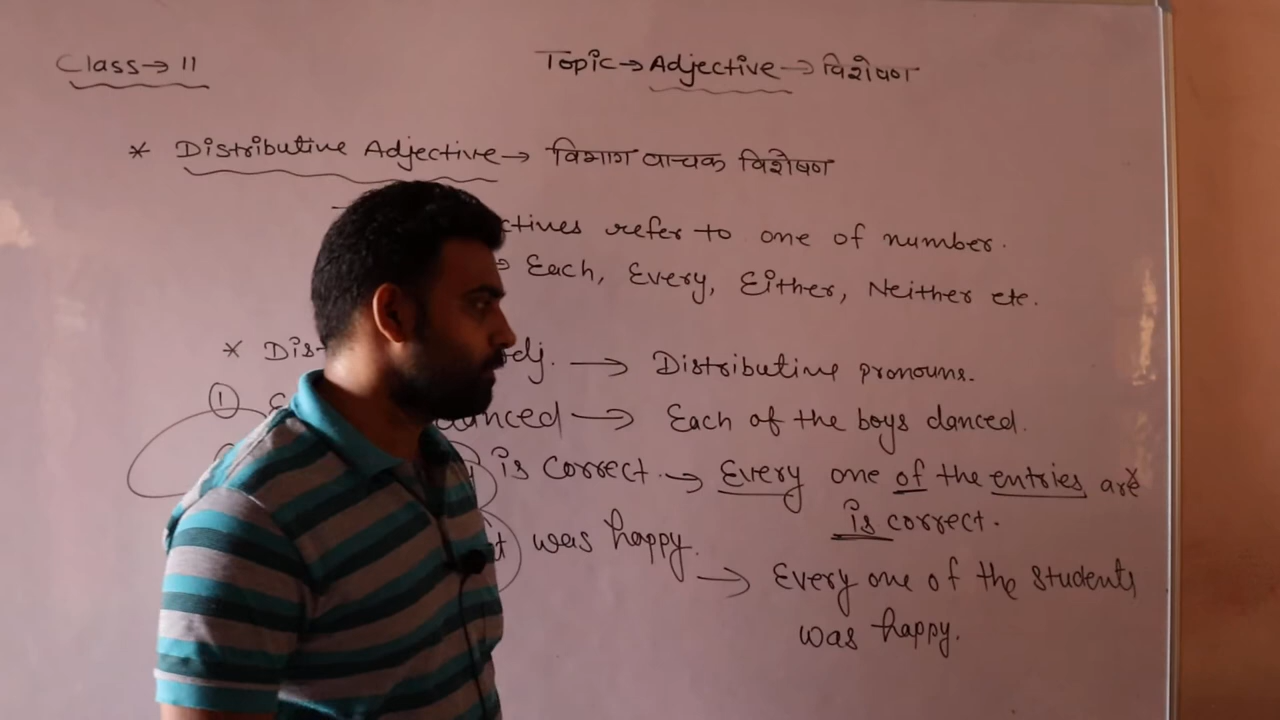 Class → 11
Topic → Adjective → विशेषण
* Distributive Adjective → विभाग वाचक विशेषण
ctives refer to one of number.
Each, Every, Either, Neither etc.
* Dis dj. → Distributive pronouns.
① danced → Each of the boys danced.
is correct. → Every one of the entries are
is correct.
was happy. → Every one of the students
was happy.